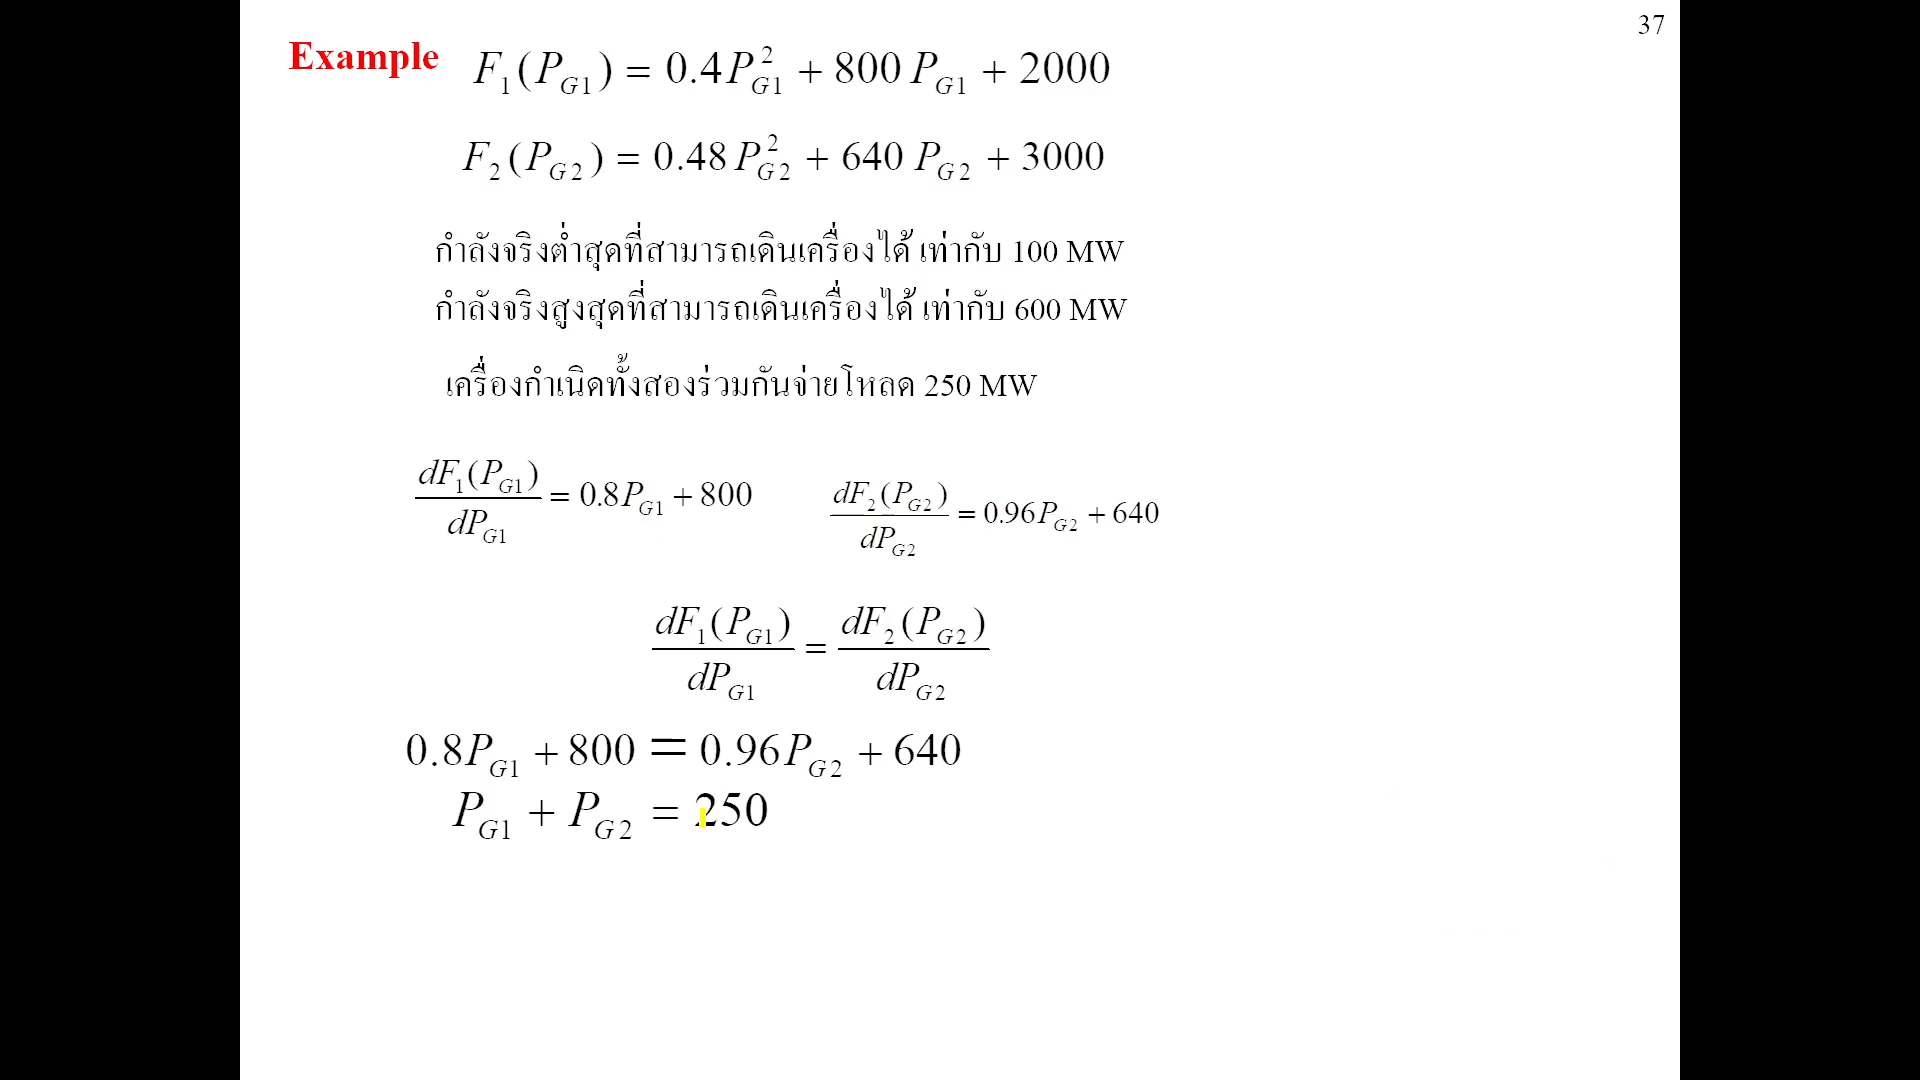 37
Example F₁(P_G1) = 0.4P_G1² + 800 P_G1 + 2000
F₂(P_G2) = 0.48 P_G2² + 640 P_G2 + 3000
กำลังจริงต่ำสุดที่สามารถเดินเครื่องได้ เท่ากับ 100 MW
กำลังจริงสูงสุดที่สามารถเดินเครื่องได้ เท่ากับ 600 MW
เครื่องกำเนิดทั้งสองร่วมกันจ่ายโหลด 250 MW
dF₁(P_G1)/dP_G1 = 0.8P_G1 + 800 dF₂(P_G2)/dP_G2 = 0.96P_G2 + 640
dF₁(P_G1)/dP_G1 = dF₂(P_G2)/dP_G2
0.8P_G1 + 800 = 0.96P_G2 + 640
P_G1 + P_G2 = 250